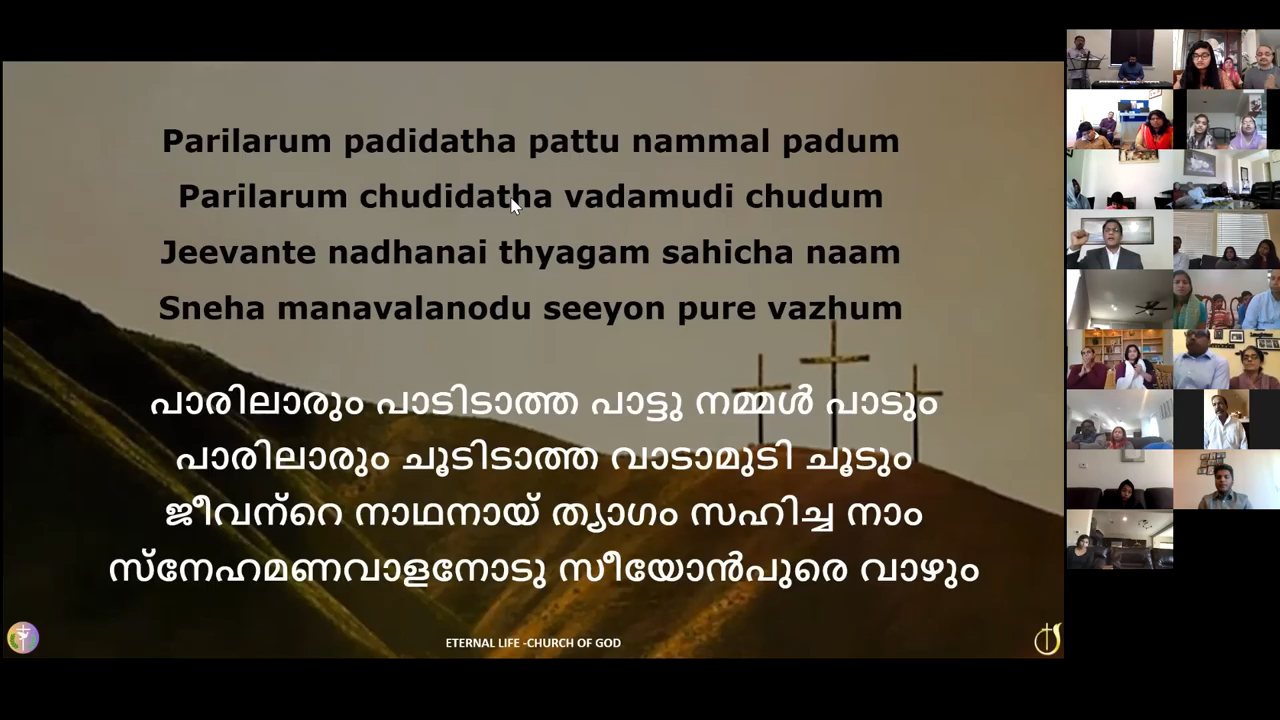 Parilarum padidatha pattu nammal padum
Parilarum chudidatha vadamudi chudum
Jeevante nadhanai thyagam sahicha naam
Sneha manavalanodu seeyon pure vazhum
പാരിലാരും പാടിടാത്ത പാട്ടു നമ്മൾ പാടും
പാരിലാരും ചൂടിടാത്ത വാടാമുടി ചൂടും
ജീവന്റെ നാഥനായ് ത്യാഗം സഹിച്ച നാം
സ്നേഹമണവാളനോടു സീയോൻപുരെ വാഴും
ETERNAL LIFE -CHURCH OF GOD